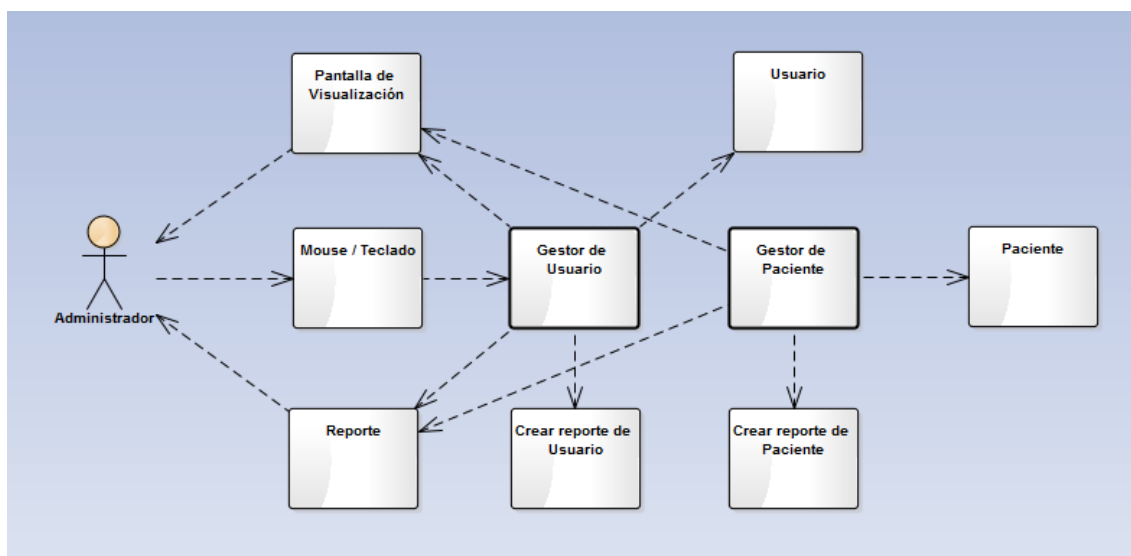 Pantalla de
Visualización
Usuario
Mouse / Teclado
Gestor de
Usuario
Gestor de
Paciente
Paciente
Administrador
Reporte
Crear reporte de
Usuario
Crear reporte de
Paciente